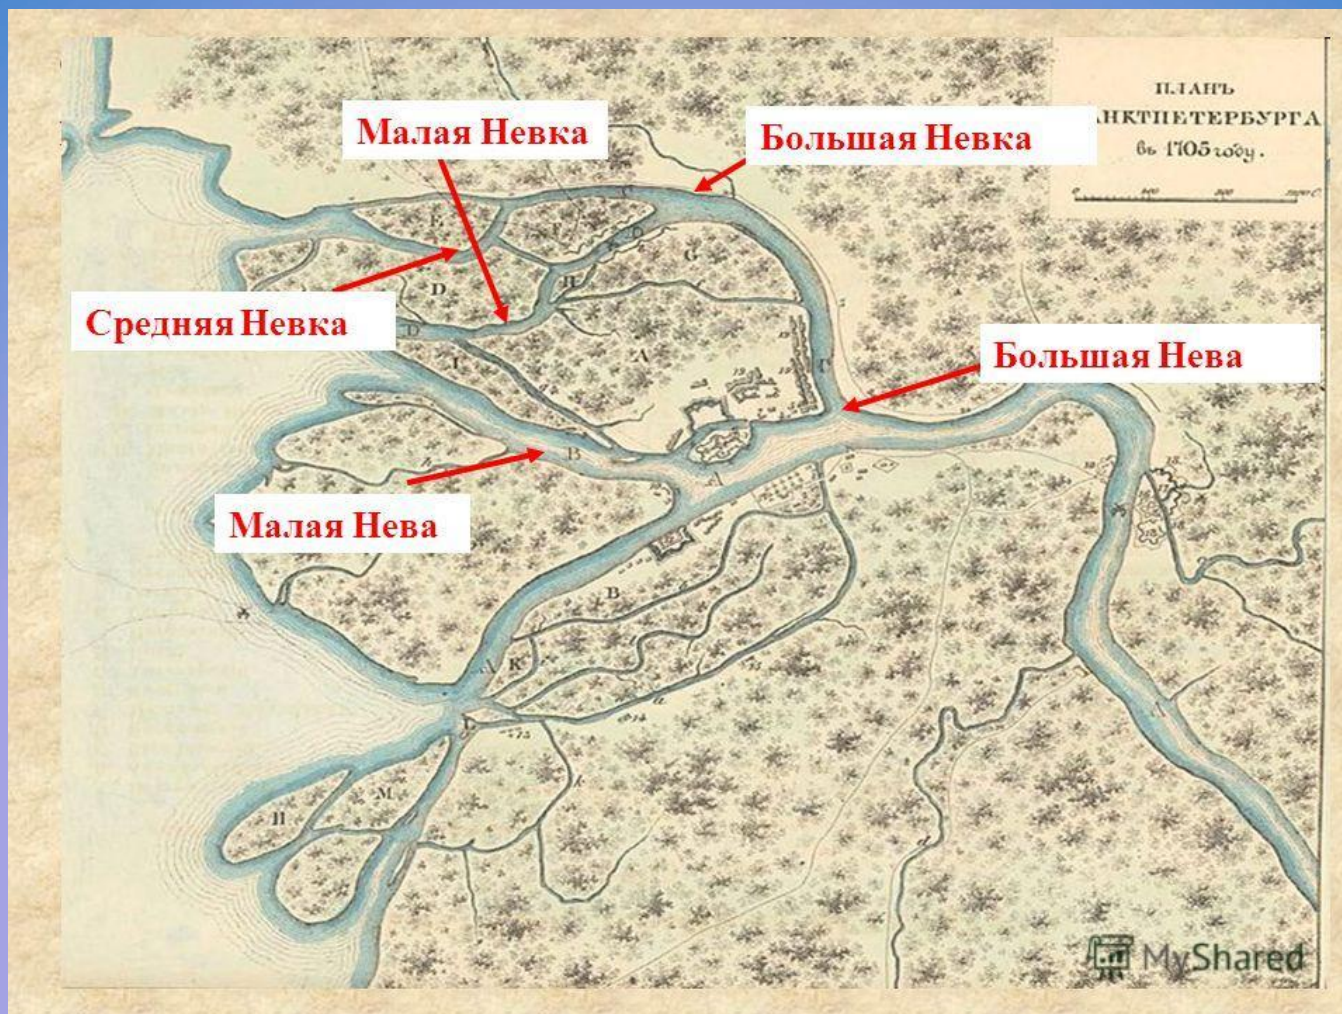 ПЛАНЪ
АНКТПЕТЕРБУРГА
въ 1705 году.
Малая Невка
Большая Невка
Средняя Невка
Большая Нева
Малая Нева
C
E
F
D
G
H
D
D
I
A
B
A
B
K
A
L
M
H
A
MyShared